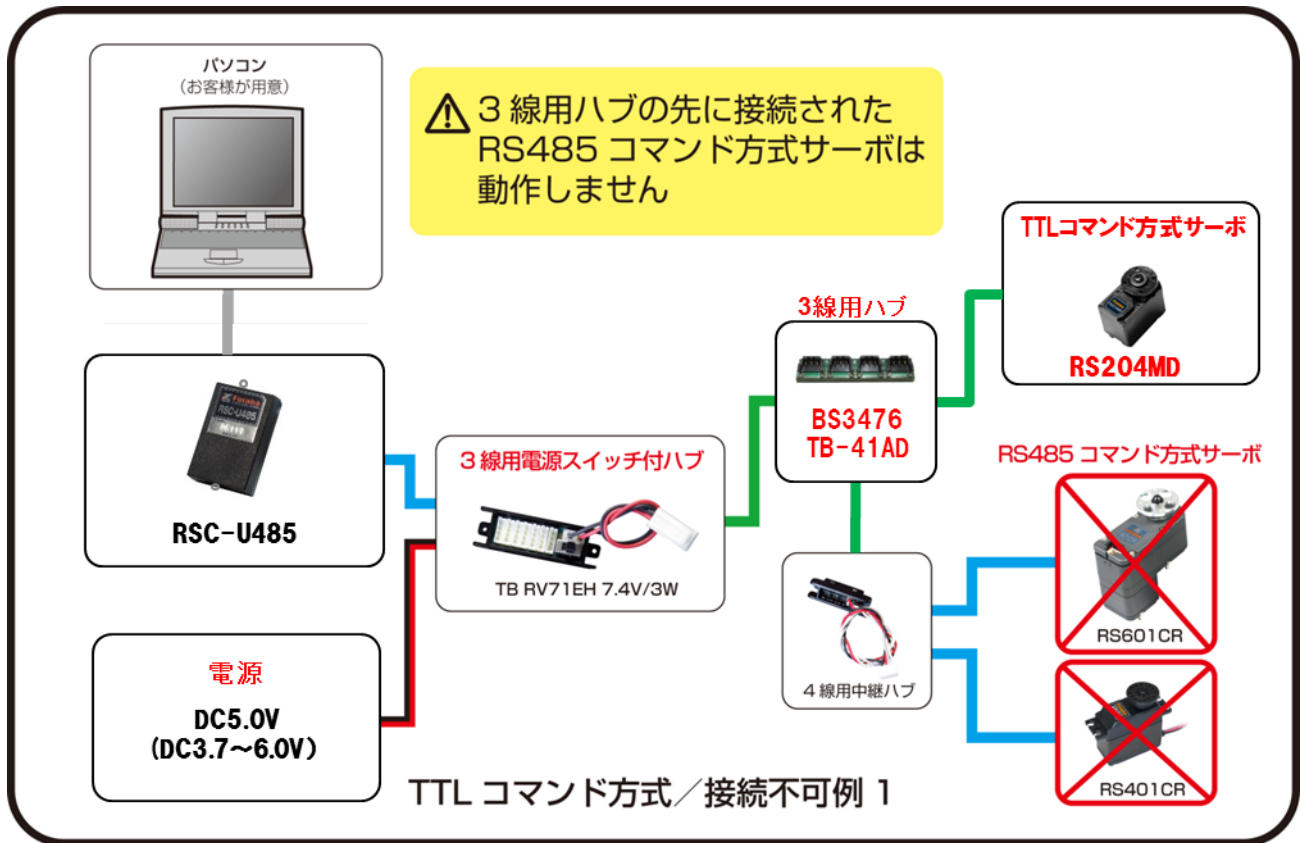 パソコン
(お客様が用意)
⚠ 3 線用ハブの先に接続された
RS485 コマンド方式サーボは
動作しません
TTLコマンド方式サーボ
RS204MD
3線用ハブ
BS3476
TB-41AD
Futaba
RSC-U485
RSC-U485
3 線用電源スイッチ付ハブ
TB RV71EH 7.4V/3W
RS485 コマンド方式サーボ
RS601CR
4 線用中継ハブ
RS401CR
電源
DC5.0V
(DC3.7～6.0V)
TTL コマンド方式／接続不可例 1